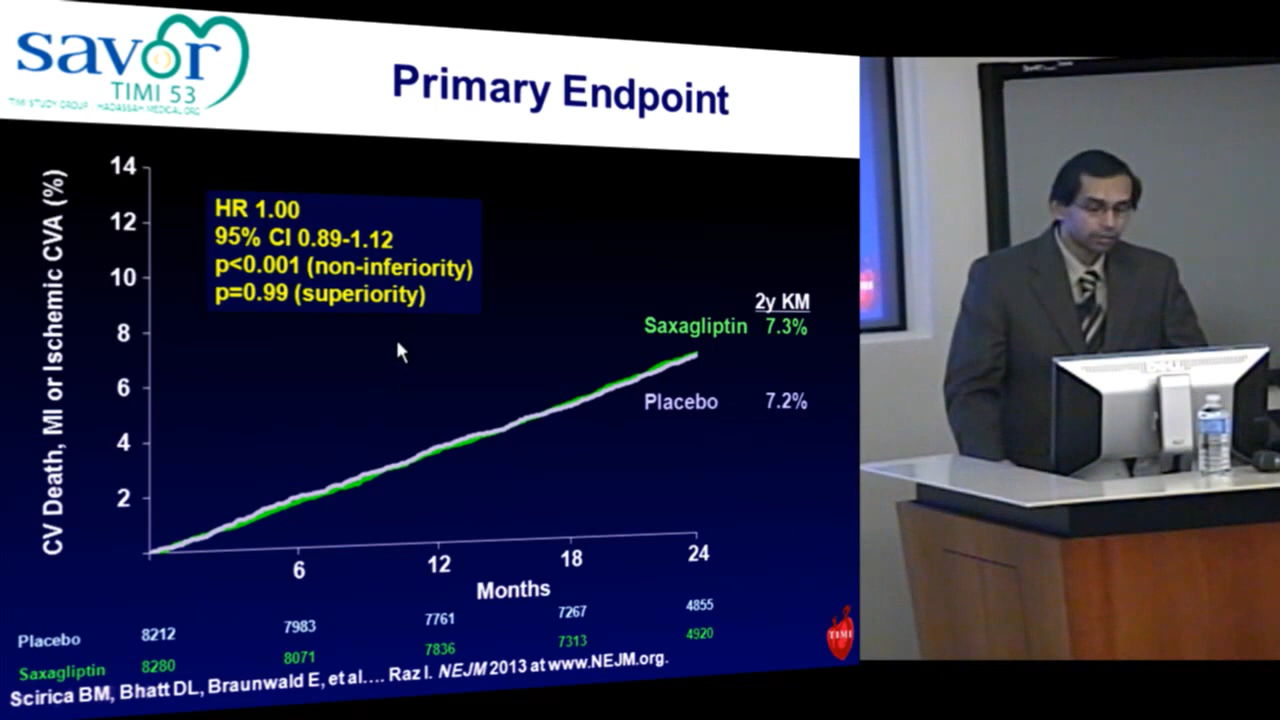 savor
TIMI 53
TIMI STUDY GROUP - HADASSAH MEDICAL ORG
Primary Endpoint
CV Death, MI or Ischemic CVA (%)
14
12
10
8
6
4
2
HR 1.00
95% CI 0.89-1.12
p<0.001 (non-inferiority)
p=0.99 (superiority)
2y KM
Saxagliptin 7.3%
Placebo 7.2%
6 12 18 24
Months
Placebo 8212 7983 7761 7267 4855
Saxagliptin 8280 8071 7836 7313 4920
Scirica BM, Bhatt DL, Braunwald E, et al.... Raz I. NEJM 2013 at www.NEJM.org.
TIMI